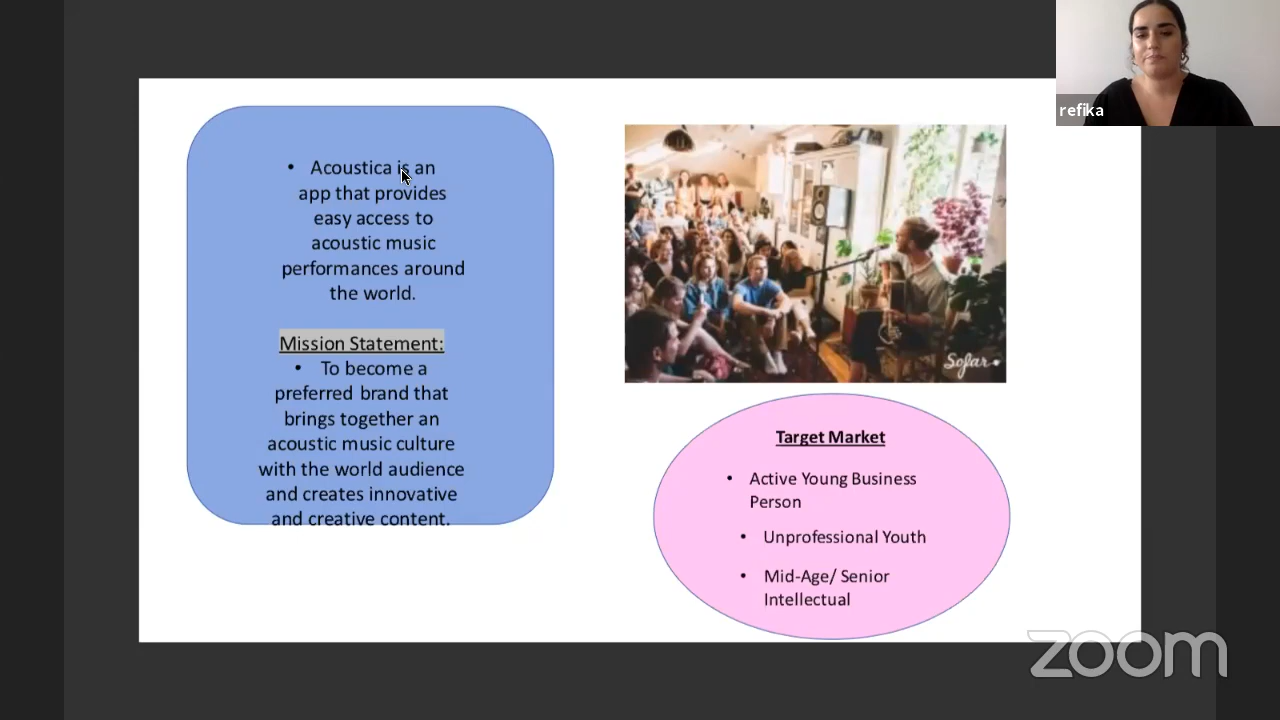 • Acoustica is an
app that provides
easy access to
acoustic music
performances around
the world.
Mission Statement:
• To become a
preferred brand that
brings together an
acoustic music culture
with the world audience
and creates innovative
and creative content.
Sofar
Target Market
• Active Young Business
Person
• Unprofessional Youth
• Mid-Age/ Senior
Intellectual
refika
zoom